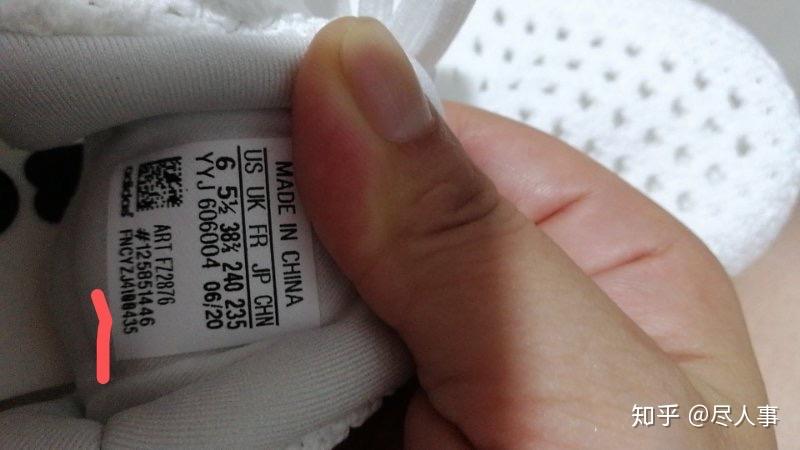 MADE IN CHINA
US UK FR JP CHN
6 5½ 38⅔ 240 235
YYJ 606004 06/20
ART FZ2876
#125851446
adidas
知乎 @尽人事